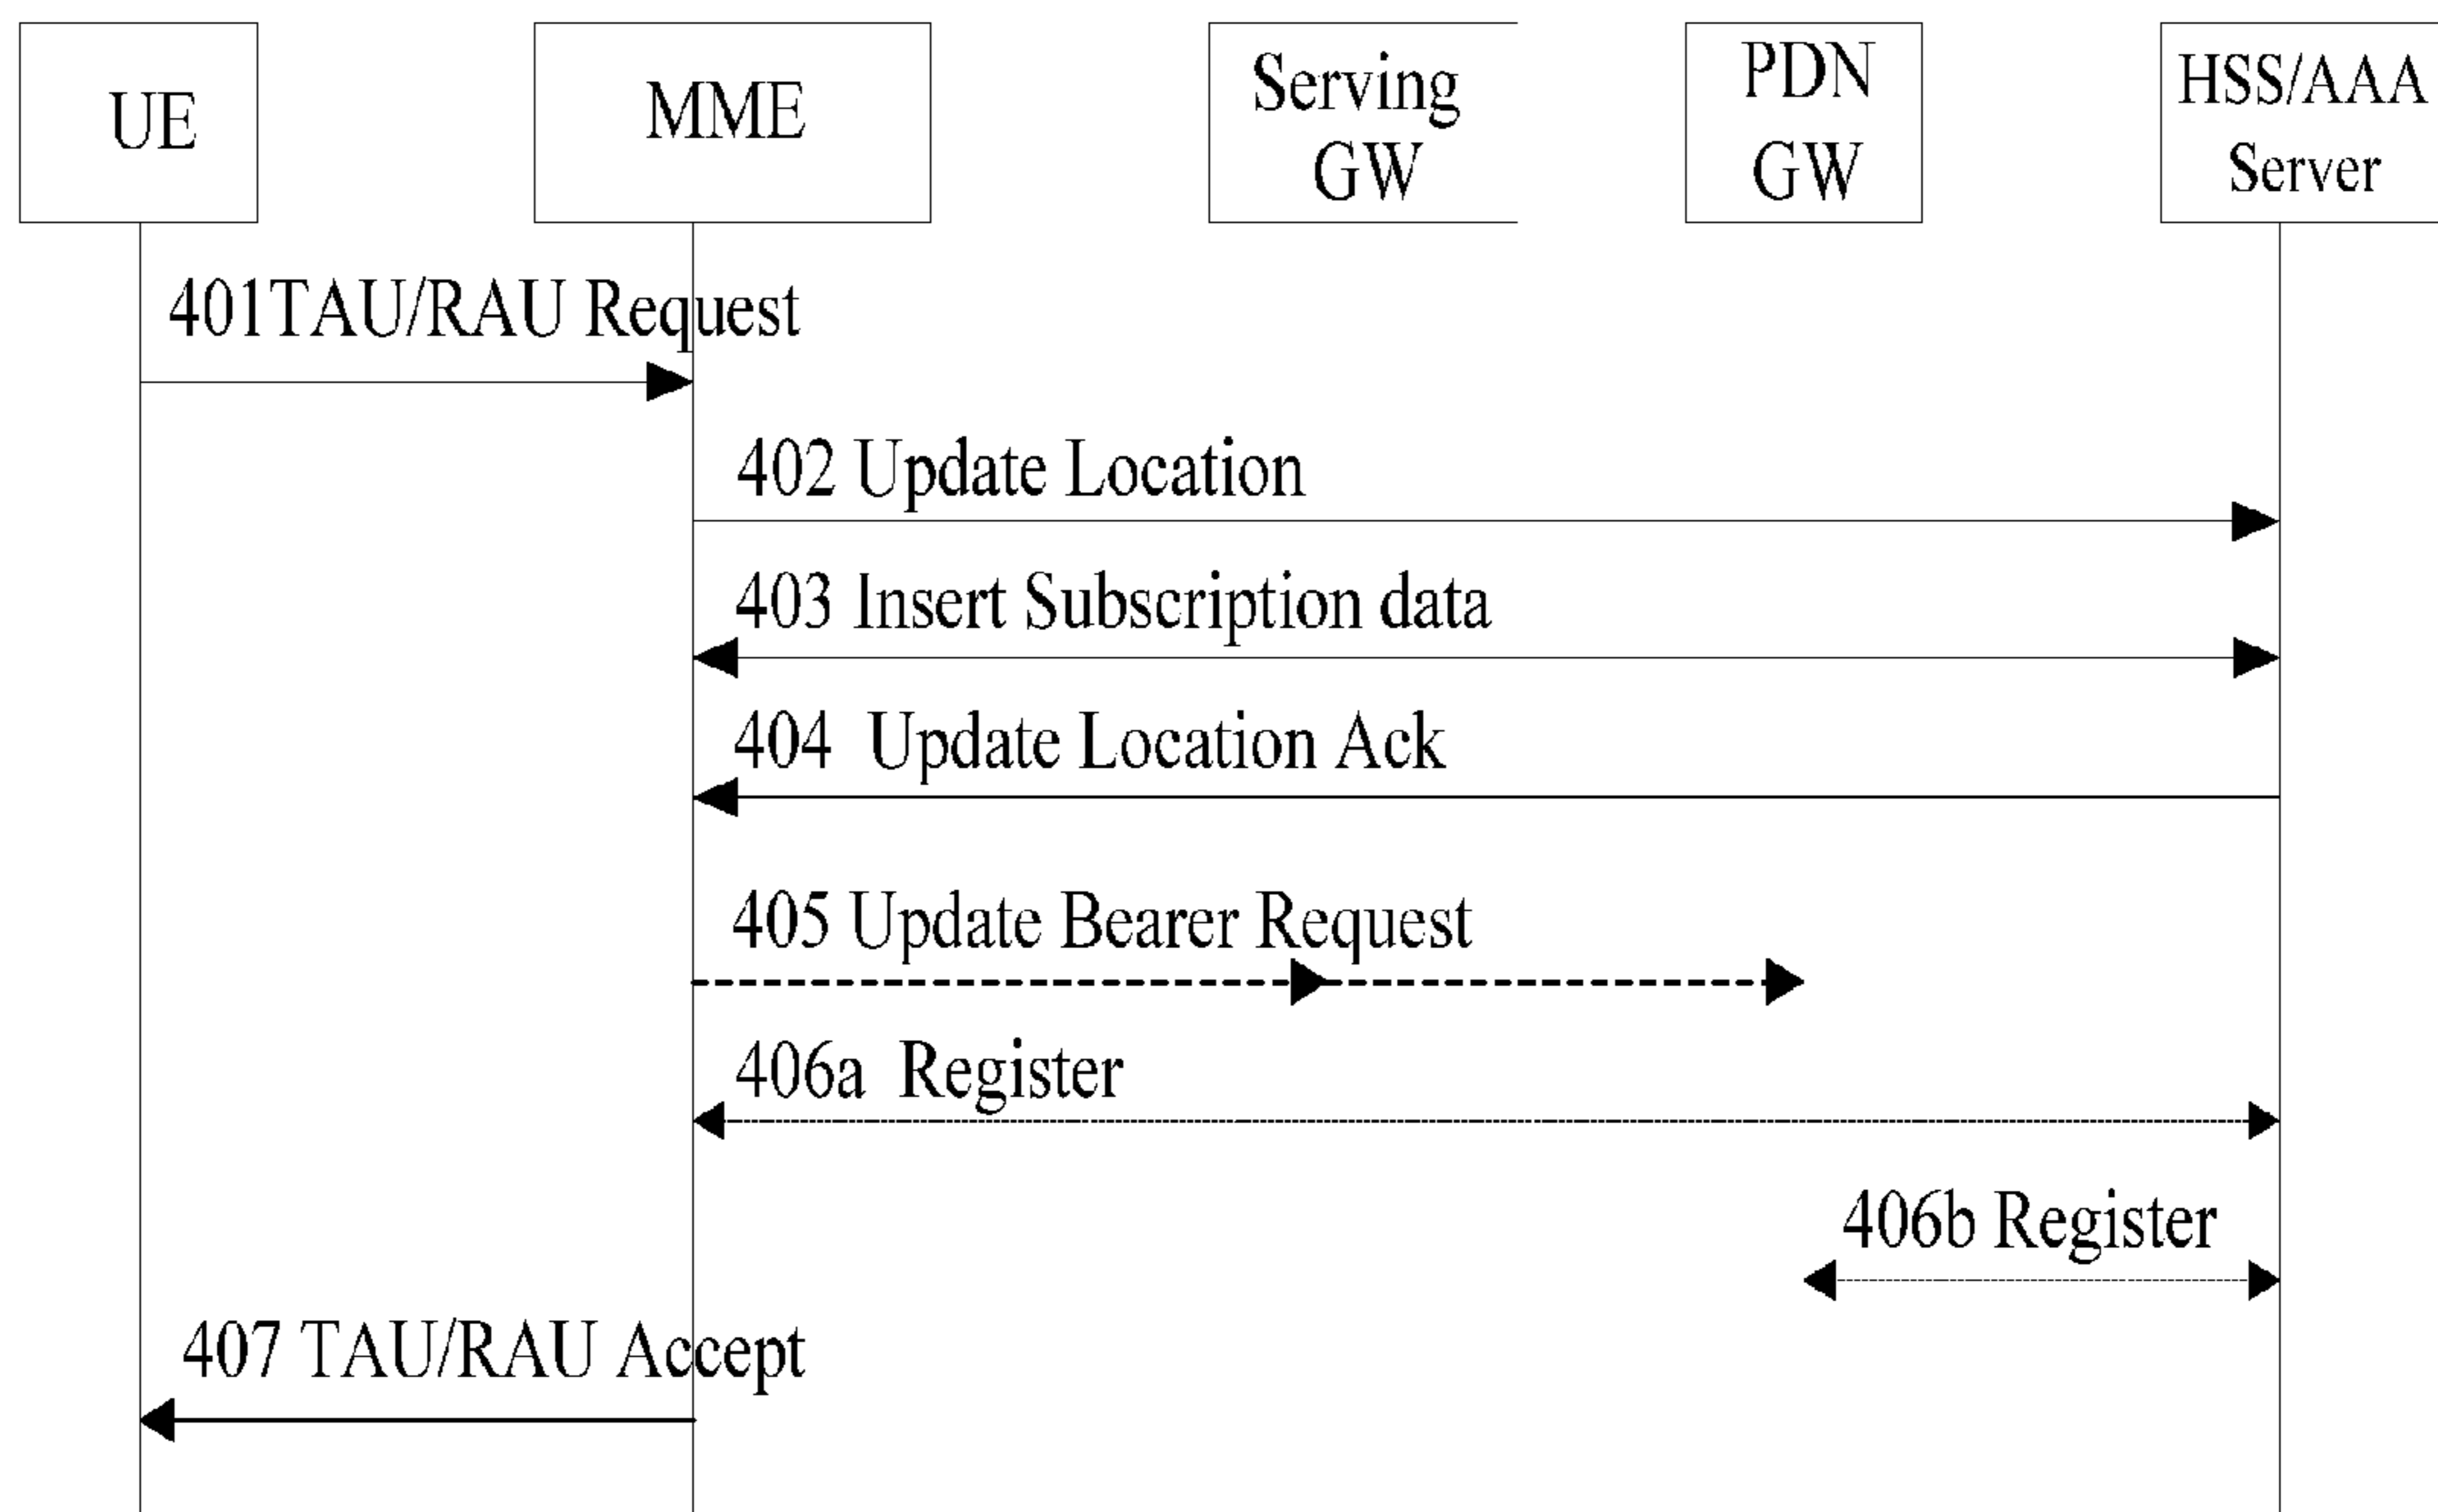 UE
MME
Serving
GW
PDN
GW
HSS/AAA
Server
401TAU/RAU Request
402 Update Location
403 Insert Subscription data
404 Update Location Ack
405 Update Bearer Request
406a Register
406b Register
407 TAU/RAU Accept